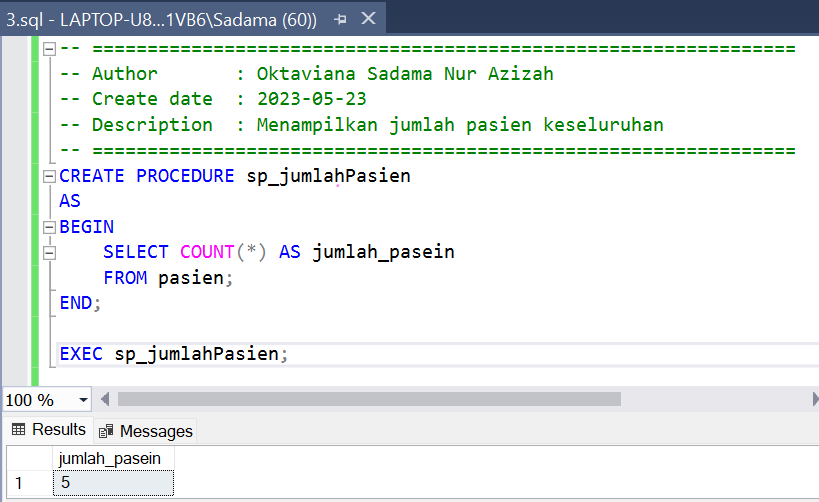 3.sql - LAPTOP-U8...1VB6\Sadama (60))
-- ================================================================
-- Author       : Oktaviana Sadama Nur Azizah
-- Create date  : 2023-05-23
-- Description  : Menampilkan jumlah pasien keseluruhan
-- ================================================================
CREATE PROCEDURE sp_jumlahPasien
AS
BEGIN
    SELECT COUNT(*) AS jumlah_pasein
    FROM pasien;
END;
EXEC sp_jumlahPasien;
100 %
Results Messages
jumlah_pasein
1 5